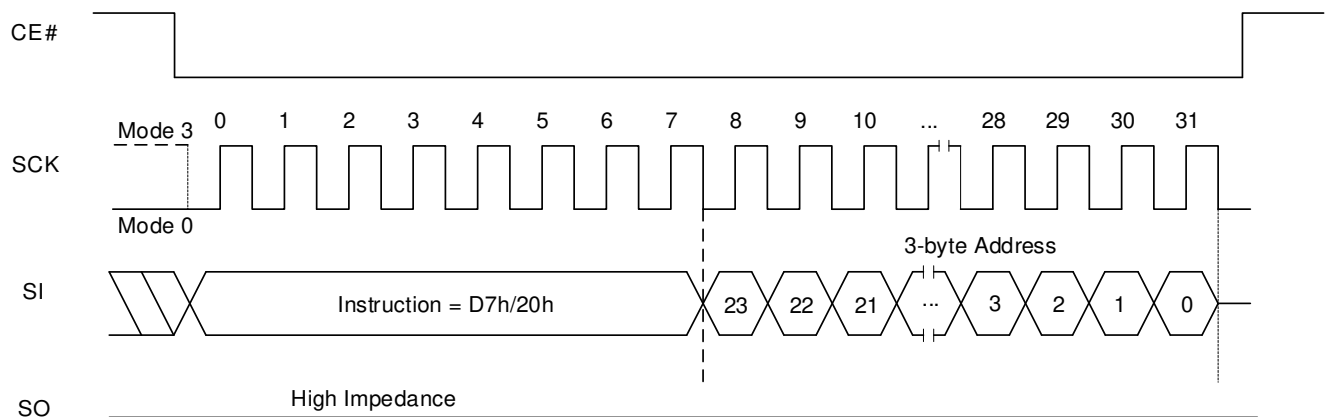 CE#
Mode 3 0 1 2 3 4 5 6 7 8 9 10 ... 28 29 30 31
SCK
Mode 0
3-byte Address
SI Instruction = D7h/20h 23 22 21 ... 3 2 1 0
High Impedance
SO